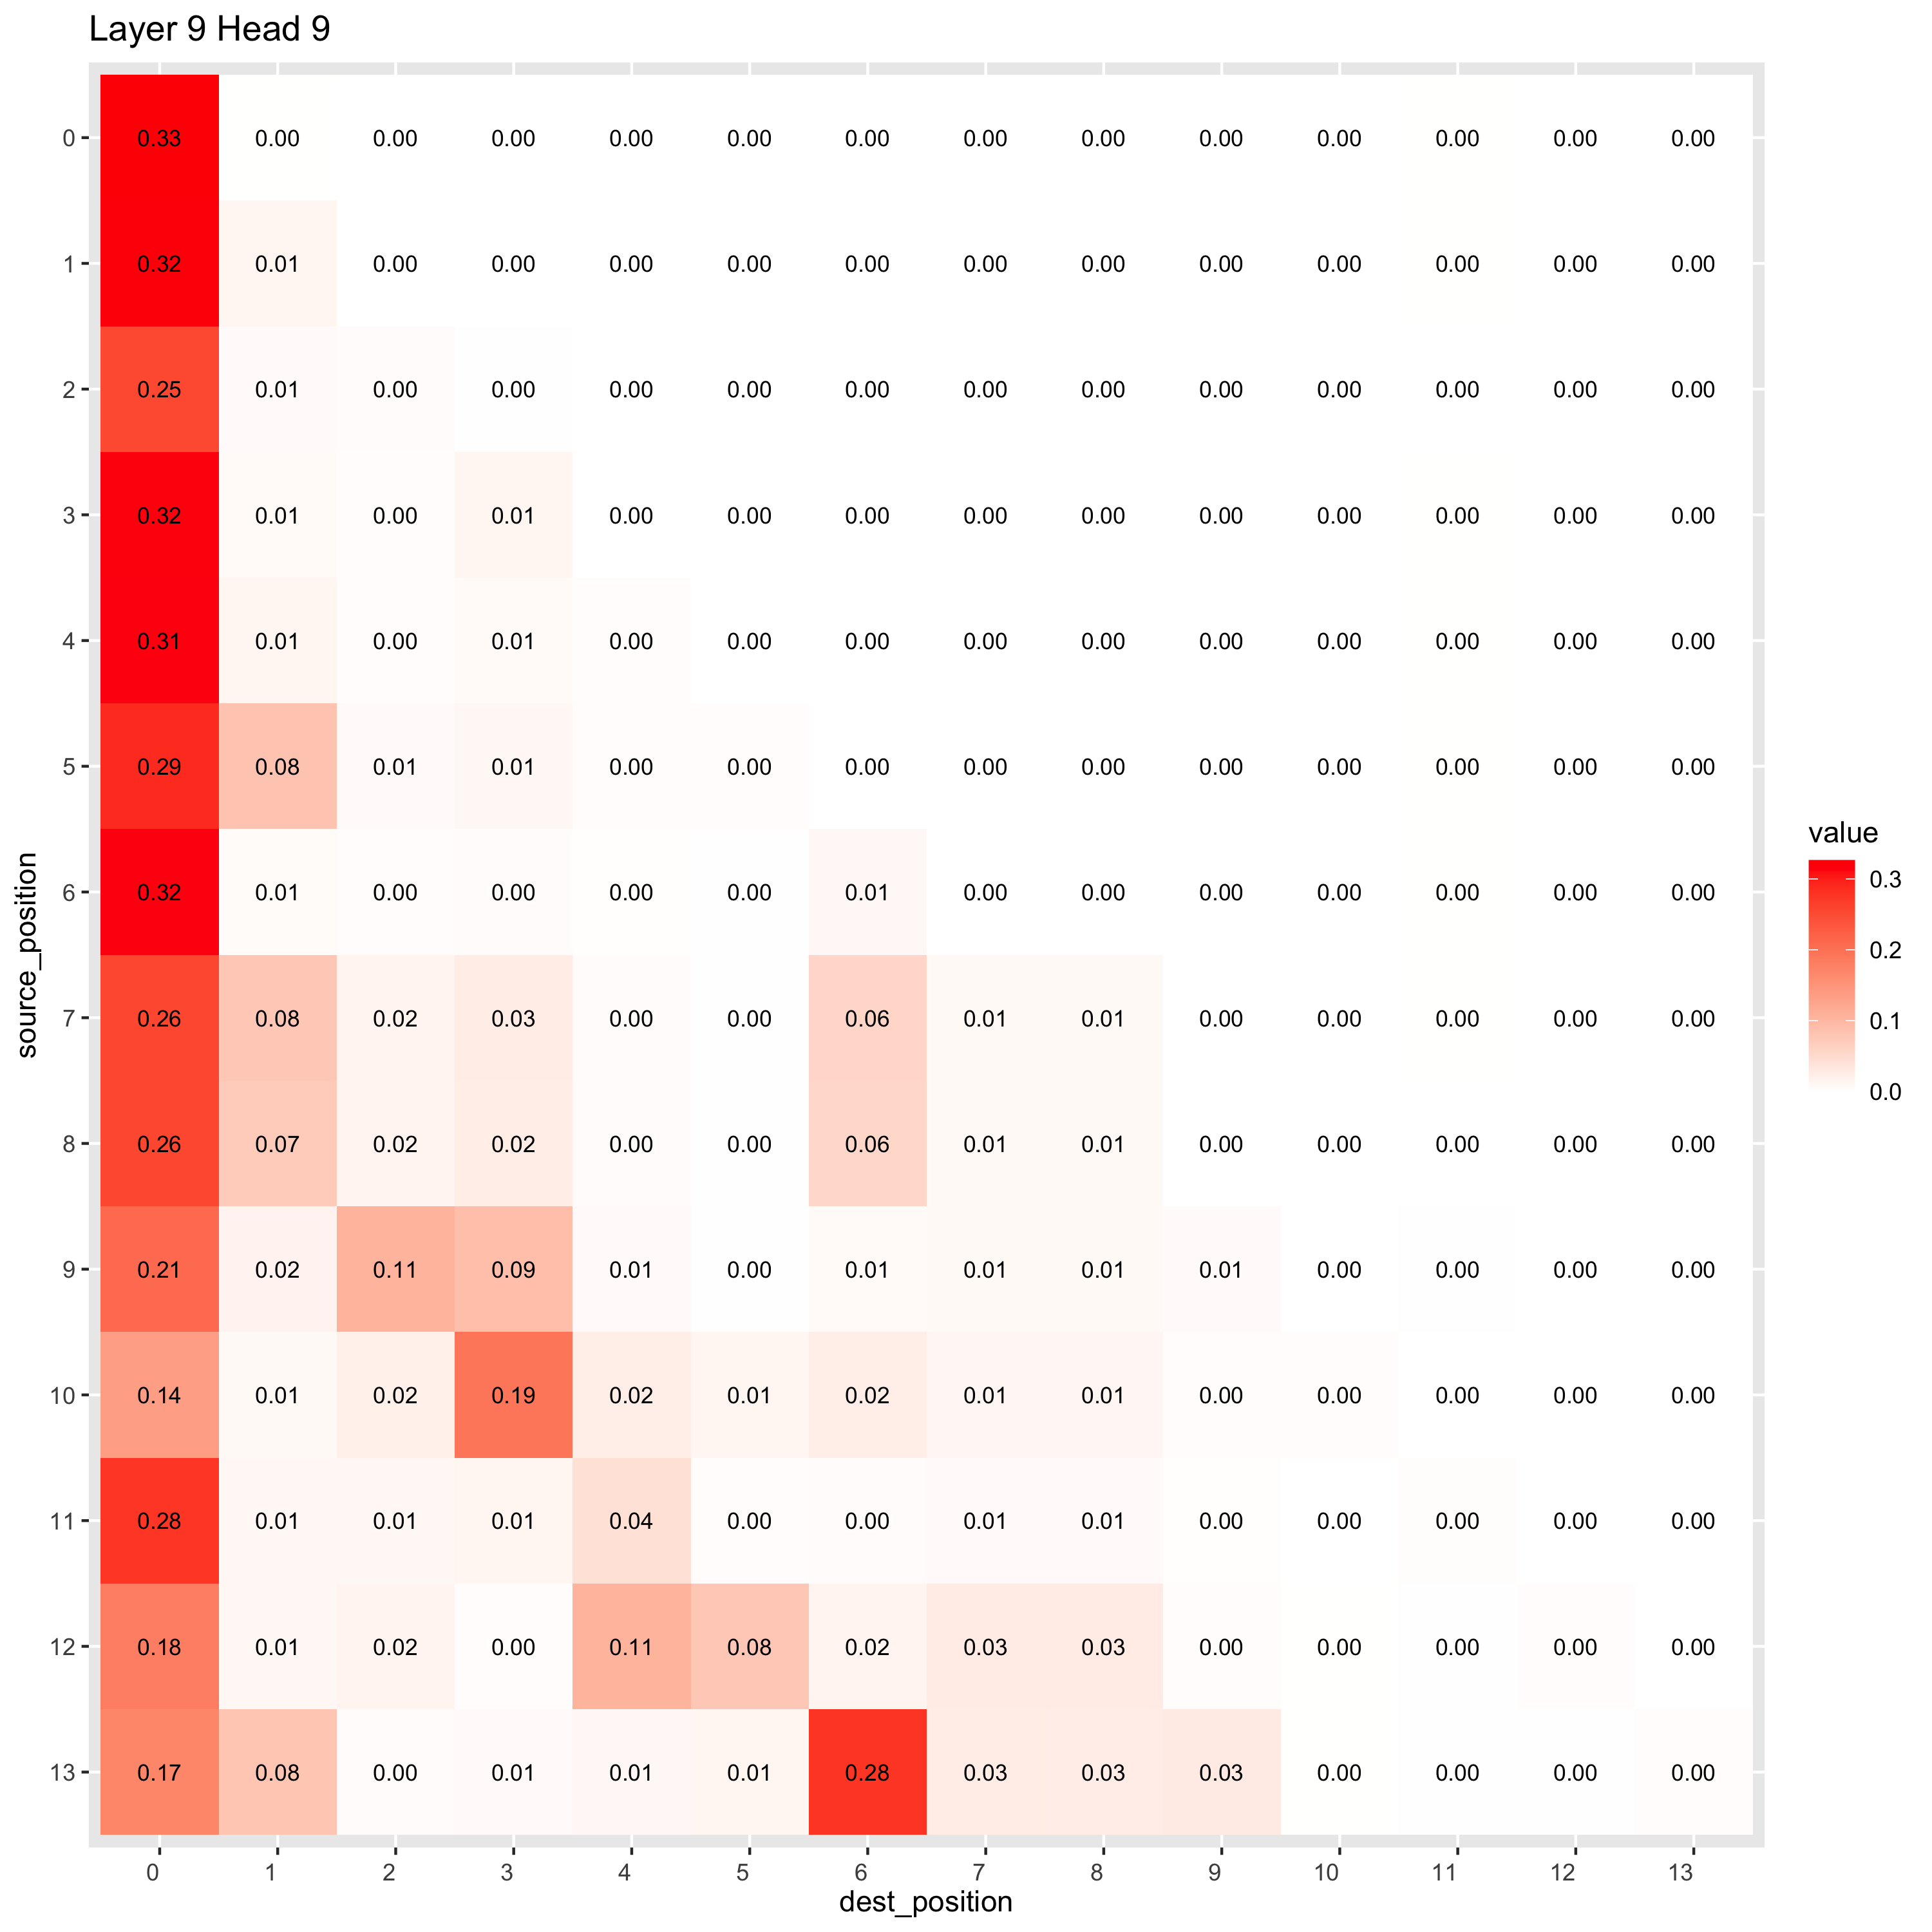 Layer 9 Head 9
0 0.33 0.00 0.00 0.00 0.00 0.00 0.00 0.00 0.00 0.00 0.00 0.00 0.00 0.00
1 0.32 0.01 0.00 0.00 0.00 0.00 0.00 0.00 0.00 0.00 0.00 0.00 0.00 0.00
2 0.25 0.01 0.00 0.00 0.00 0.00 0.00 0.00 0.00 0.00 0.00 0.00 0.00 0.00
3 0.32 0.01 0.00 0.01 0.00 0.00 0.00 0.00 0.00 0.00 0.00 0.00 0.00 0.00
4 0.31 0.01 0.00 0.01 0.00 0.00 0.00 0.00 0.00 0.00 0.00 0.00 0.00 0.00
5 0.29 0.08 0.01 0.01 0.00 0.00 0.00 0.00 0.00 0.00 0.00 0.00 0.00 0.00
6 0.32 0.01 0.00 0.00 0.00 0.00 0.01 0.00 0.00 0.00 0.00 0.00 0.00 0.00
7 0.26 0.08 0.02 0.03 0.00 0.00 0.06 0.01 0.01 0.00 0.00 0.00 0.00 0.00
8 0.26 0.07 0.02 0.02 0.00 0.00 0.06 0.01 0.01 0.00 0.00 0.00 0.00 0.00
9 0.21 0.02 0.11 0.09 0.01 0.00 0.01 0.01 0.01 0.01 0.00 0.00 0.00 0.00
10 0.14 0.01 0.02 0.19 0.02 0.01 0.02 0.01 0.01 0.00 0.00 0.00 0.00 0.00
11 0.28 0.01 0.01 0.01 0.04 0.00 0.00 0.01 0.01 0.00 0.00 0.00 0.00 0.00
12 0.18 0.01 0.02 0.00 0.11 0.08 0.02 0.03 0.03 0.00 0.00 0.00 0.00 0.00
13 0.17 0.08 0.00 0.01 0.01 0.01 0.28 0.03 0.03 0.03 0.00 0.00 0.00 0.00
0 1 2 3 4 5 6 7 8 9 10 11 12 13
dest_position
source_position
value
0.3
0.2
0.1
0.0